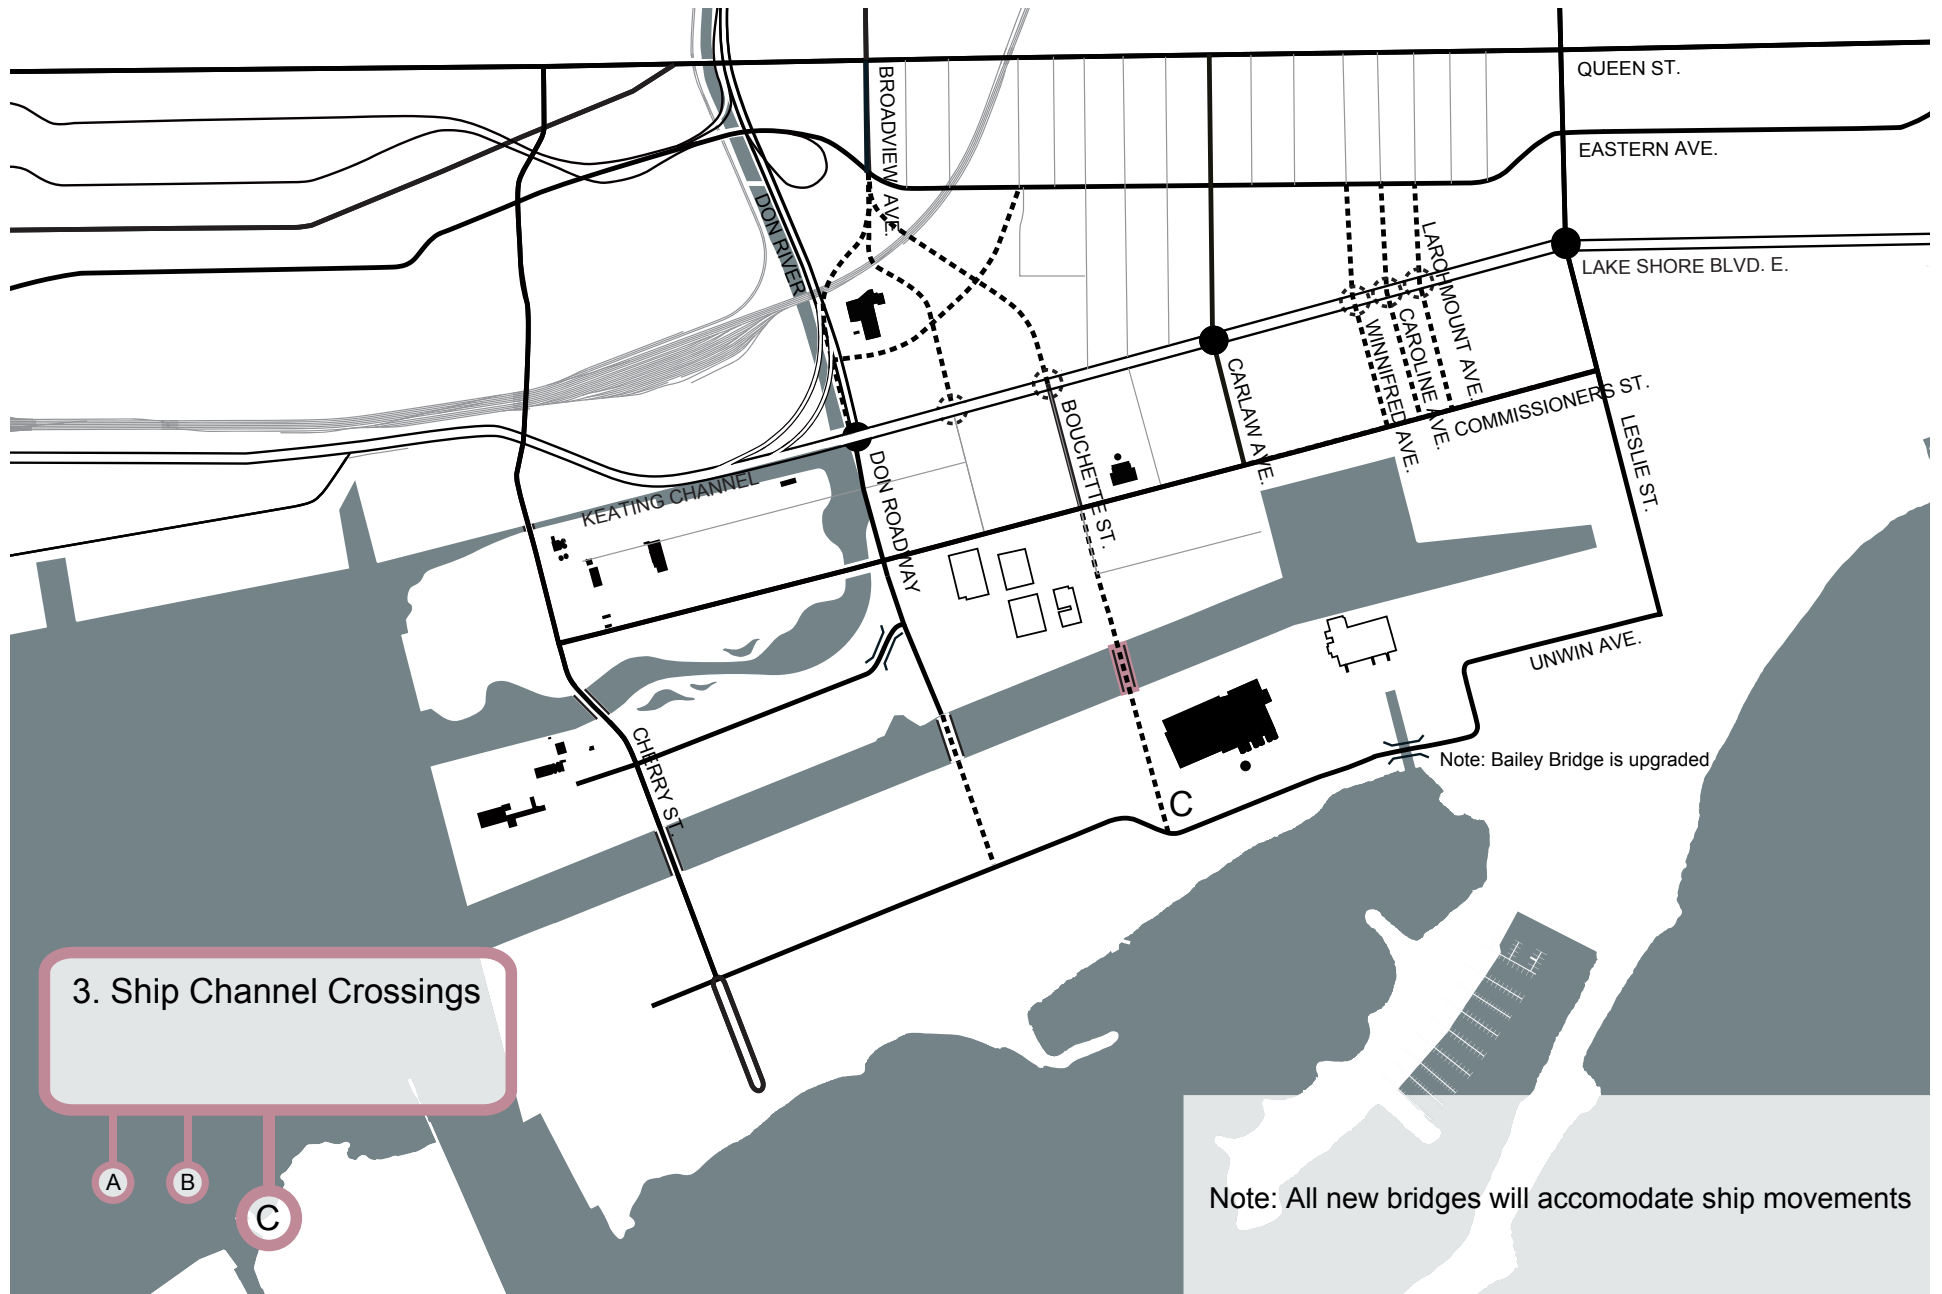 QUEEN ST.
BROADVIEW AVE.
EASTERN AVE.
DON RIVER
LARCHMOUNT AVE.
LAKE SHORE BLVD. E.
CAROLINE AVE.
WINNIFRED AVE.
CARLAW AVE.
COMMISSIONERS ST.
BOUCHETTE ST.
LESLIE ST.
DON ROADWAY
KEATING CHANNEL
UNWIN AVE.
CHERRY ST.
Note: Bailey Bridge is upgraded
C
3. Ship Channel Crossings
A
B
C
Note: All new bridges will accomodate ship movements